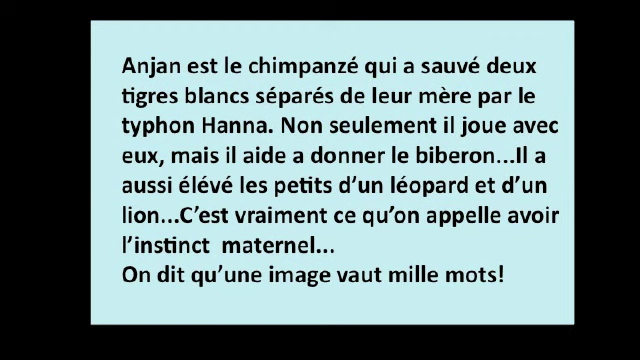 Anjan est le chimpanzé qui a sauvé deux
tigres blancs séparés de leur mère par le
typhon Hanna. Non seulement il joue avec
eux, mais il aide a donner le biberon...Il a
aussi élévé les petits d’un léopard et d’un
lion...C’est vraiment ce qu’on appelle avoir
l’instinct  maternel...
On dit qu’une image vaut mille mots!